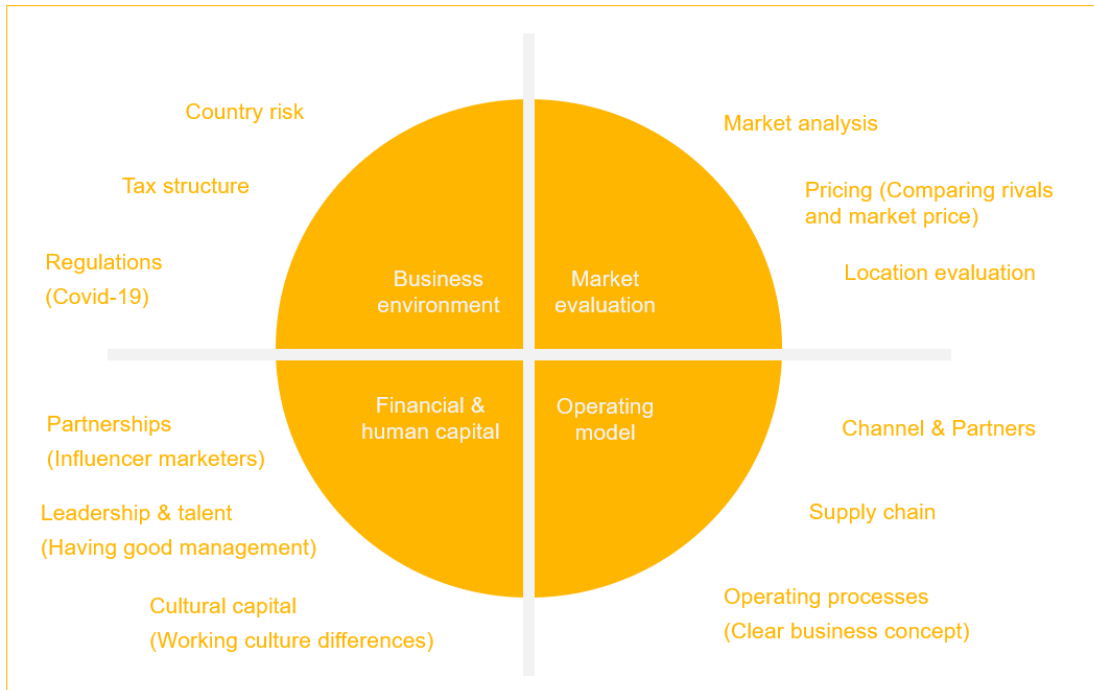 Country risk
Tax structure
Regulations
(Covid-19)
Business
environment
Market analysis
Pricing (Comparing rivals
and market price)
Location evaluation
Market
evaluation
Partnerships
(Influencer marketers)
Leadership & talent
(Having good management)
Cultural capital
(Working culture differences)
Financial &
human capital
Operating
model
Channel & Partners
Supply chain
Operating processes
(Clear business concept)